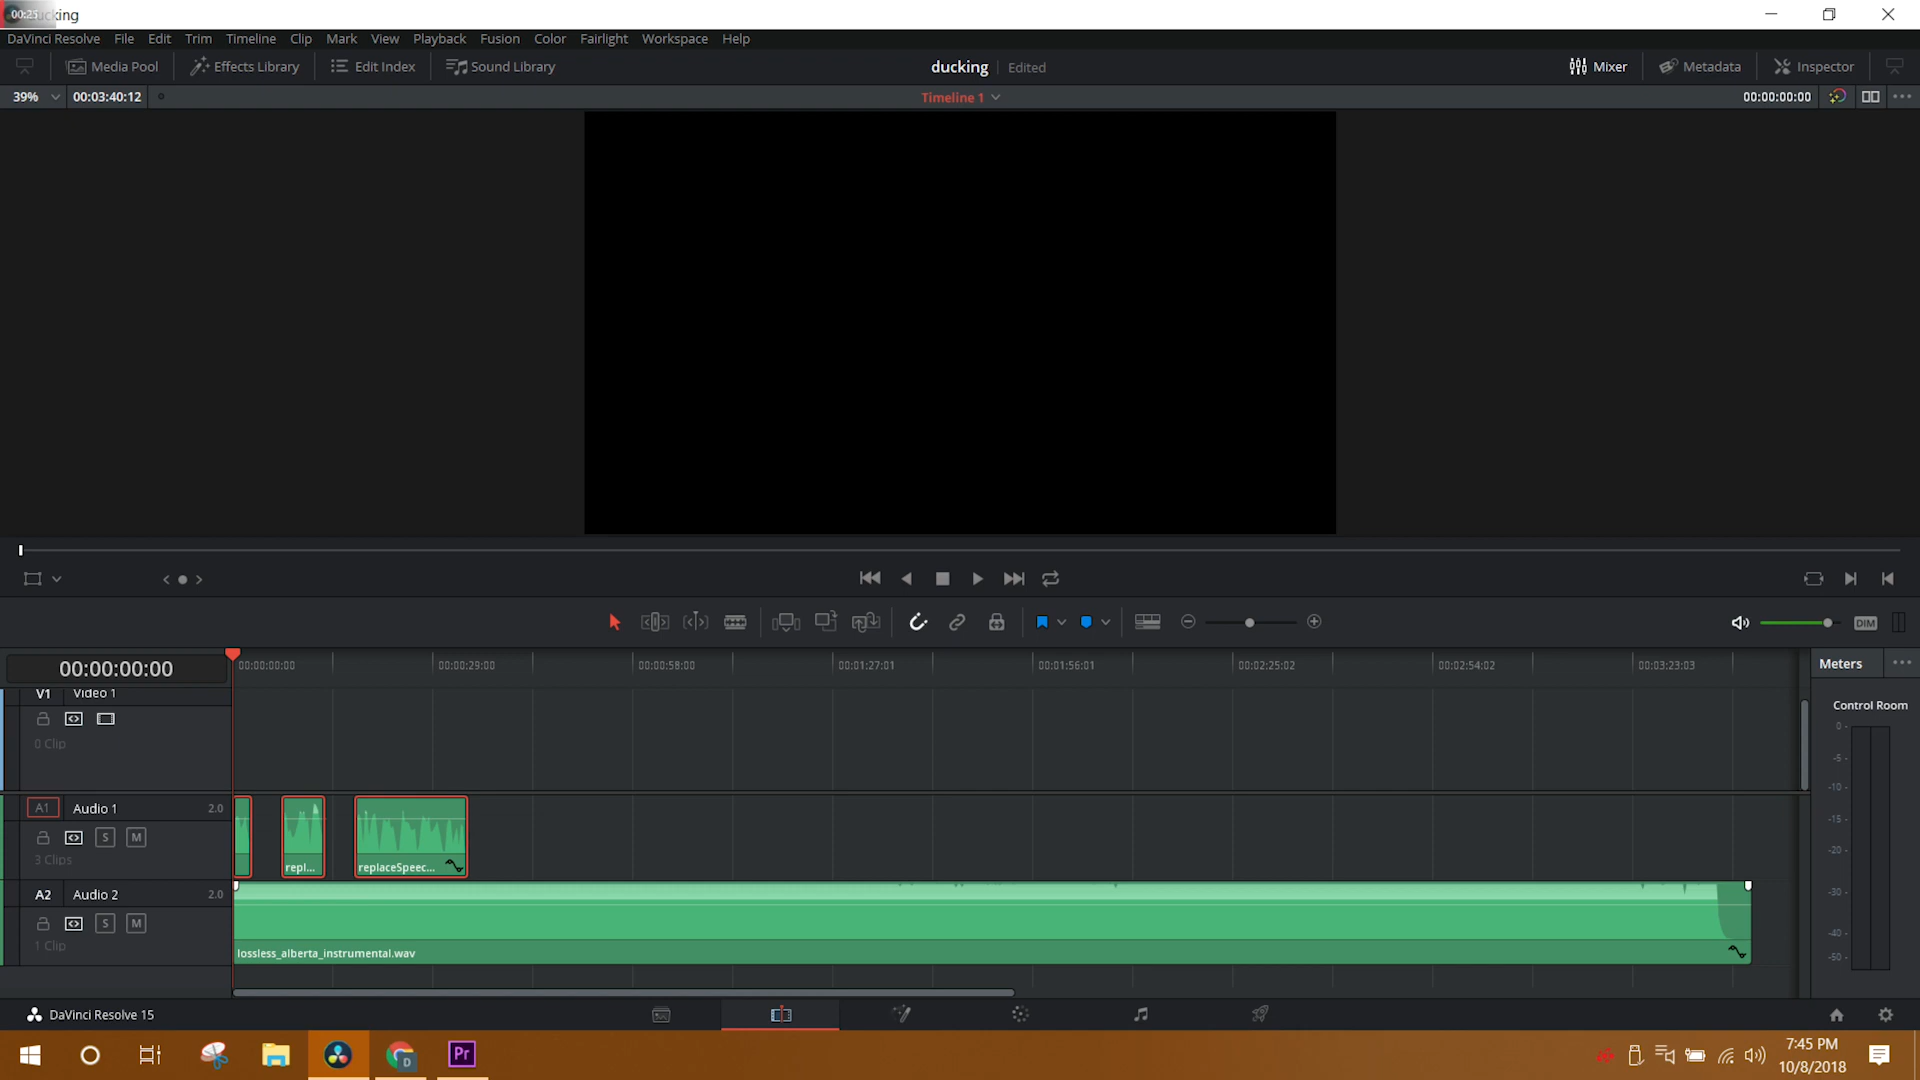 00:25
ducking
DaVinci Resolve File Edit Trim Timeline Clip Mark View Playback Fusion Color Fairlight Workspace Help
Media Pool Effects Library Edit Index Sound Library ducking Edited Mixer Metadata Inspector
39% 00:03:40:12 Timeline 1 00:00:00:00
DIM
00:00:00:00 00:00:00:00 00:00:29:00 00:00:58:00 00:01:27:01 00:01:56:01 00:02:25:02 00:02:54:02 00:03:23:03 Meters
V1 Video 1
Control Room
0 Clip
0
-5
-10
-15
-20
-30
-40
-50
A1 Audio 1 2.0
S M
3 Clips
repl... replaceSpeec...
A2 Audio 2 2.0
S M
1 Clip
lossless_alberta_instrumental.wav
DaVinci Resolve 15
D Pr
7:45 PM
10/8/2018